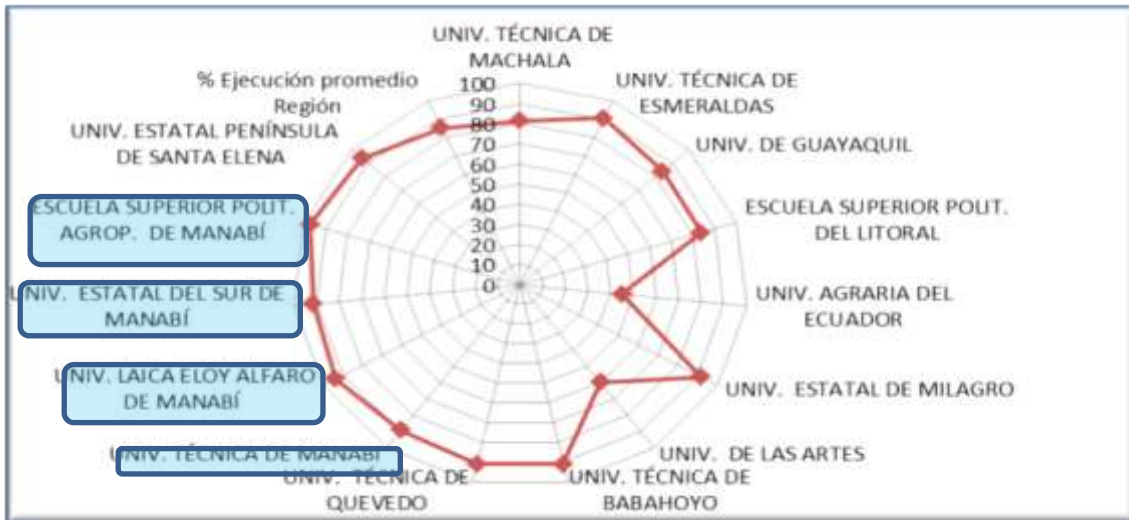 UNIV. TÉCNICA DE
MACHALA
UNIV. TÉCNICA DE
ESMERALDAS
UNIV. DE GUAYAQUIL
ESCUELA SUPERIOR POLIT.
DEL LITORAL
UNIV. AGRARIA DEL
ECUADOR
UNIV. ESTATAL DE MILAGRO
UNIV. DE LAS ARTES
UNIV. TÉCNICA DE
BABAHOYO
UNIV. TÉCNICA DE
QUEVEDO
UNIV. TÉCNICA DE MANABÍ
UNIV. LAICA ELOY ALFARO
DE MANABÍ
UNIV. ESTATAL DEL SUR DE
MANABÍ
ESCUELA SUPERIOR POLIT.
AGROP. DE MANABÍ
UNIV. ESTATAL PENÍNSULA
DE SANTA ELENA
% Ejecución promedio
Región
100
90
80
70
60
50
40
30
20
10
0